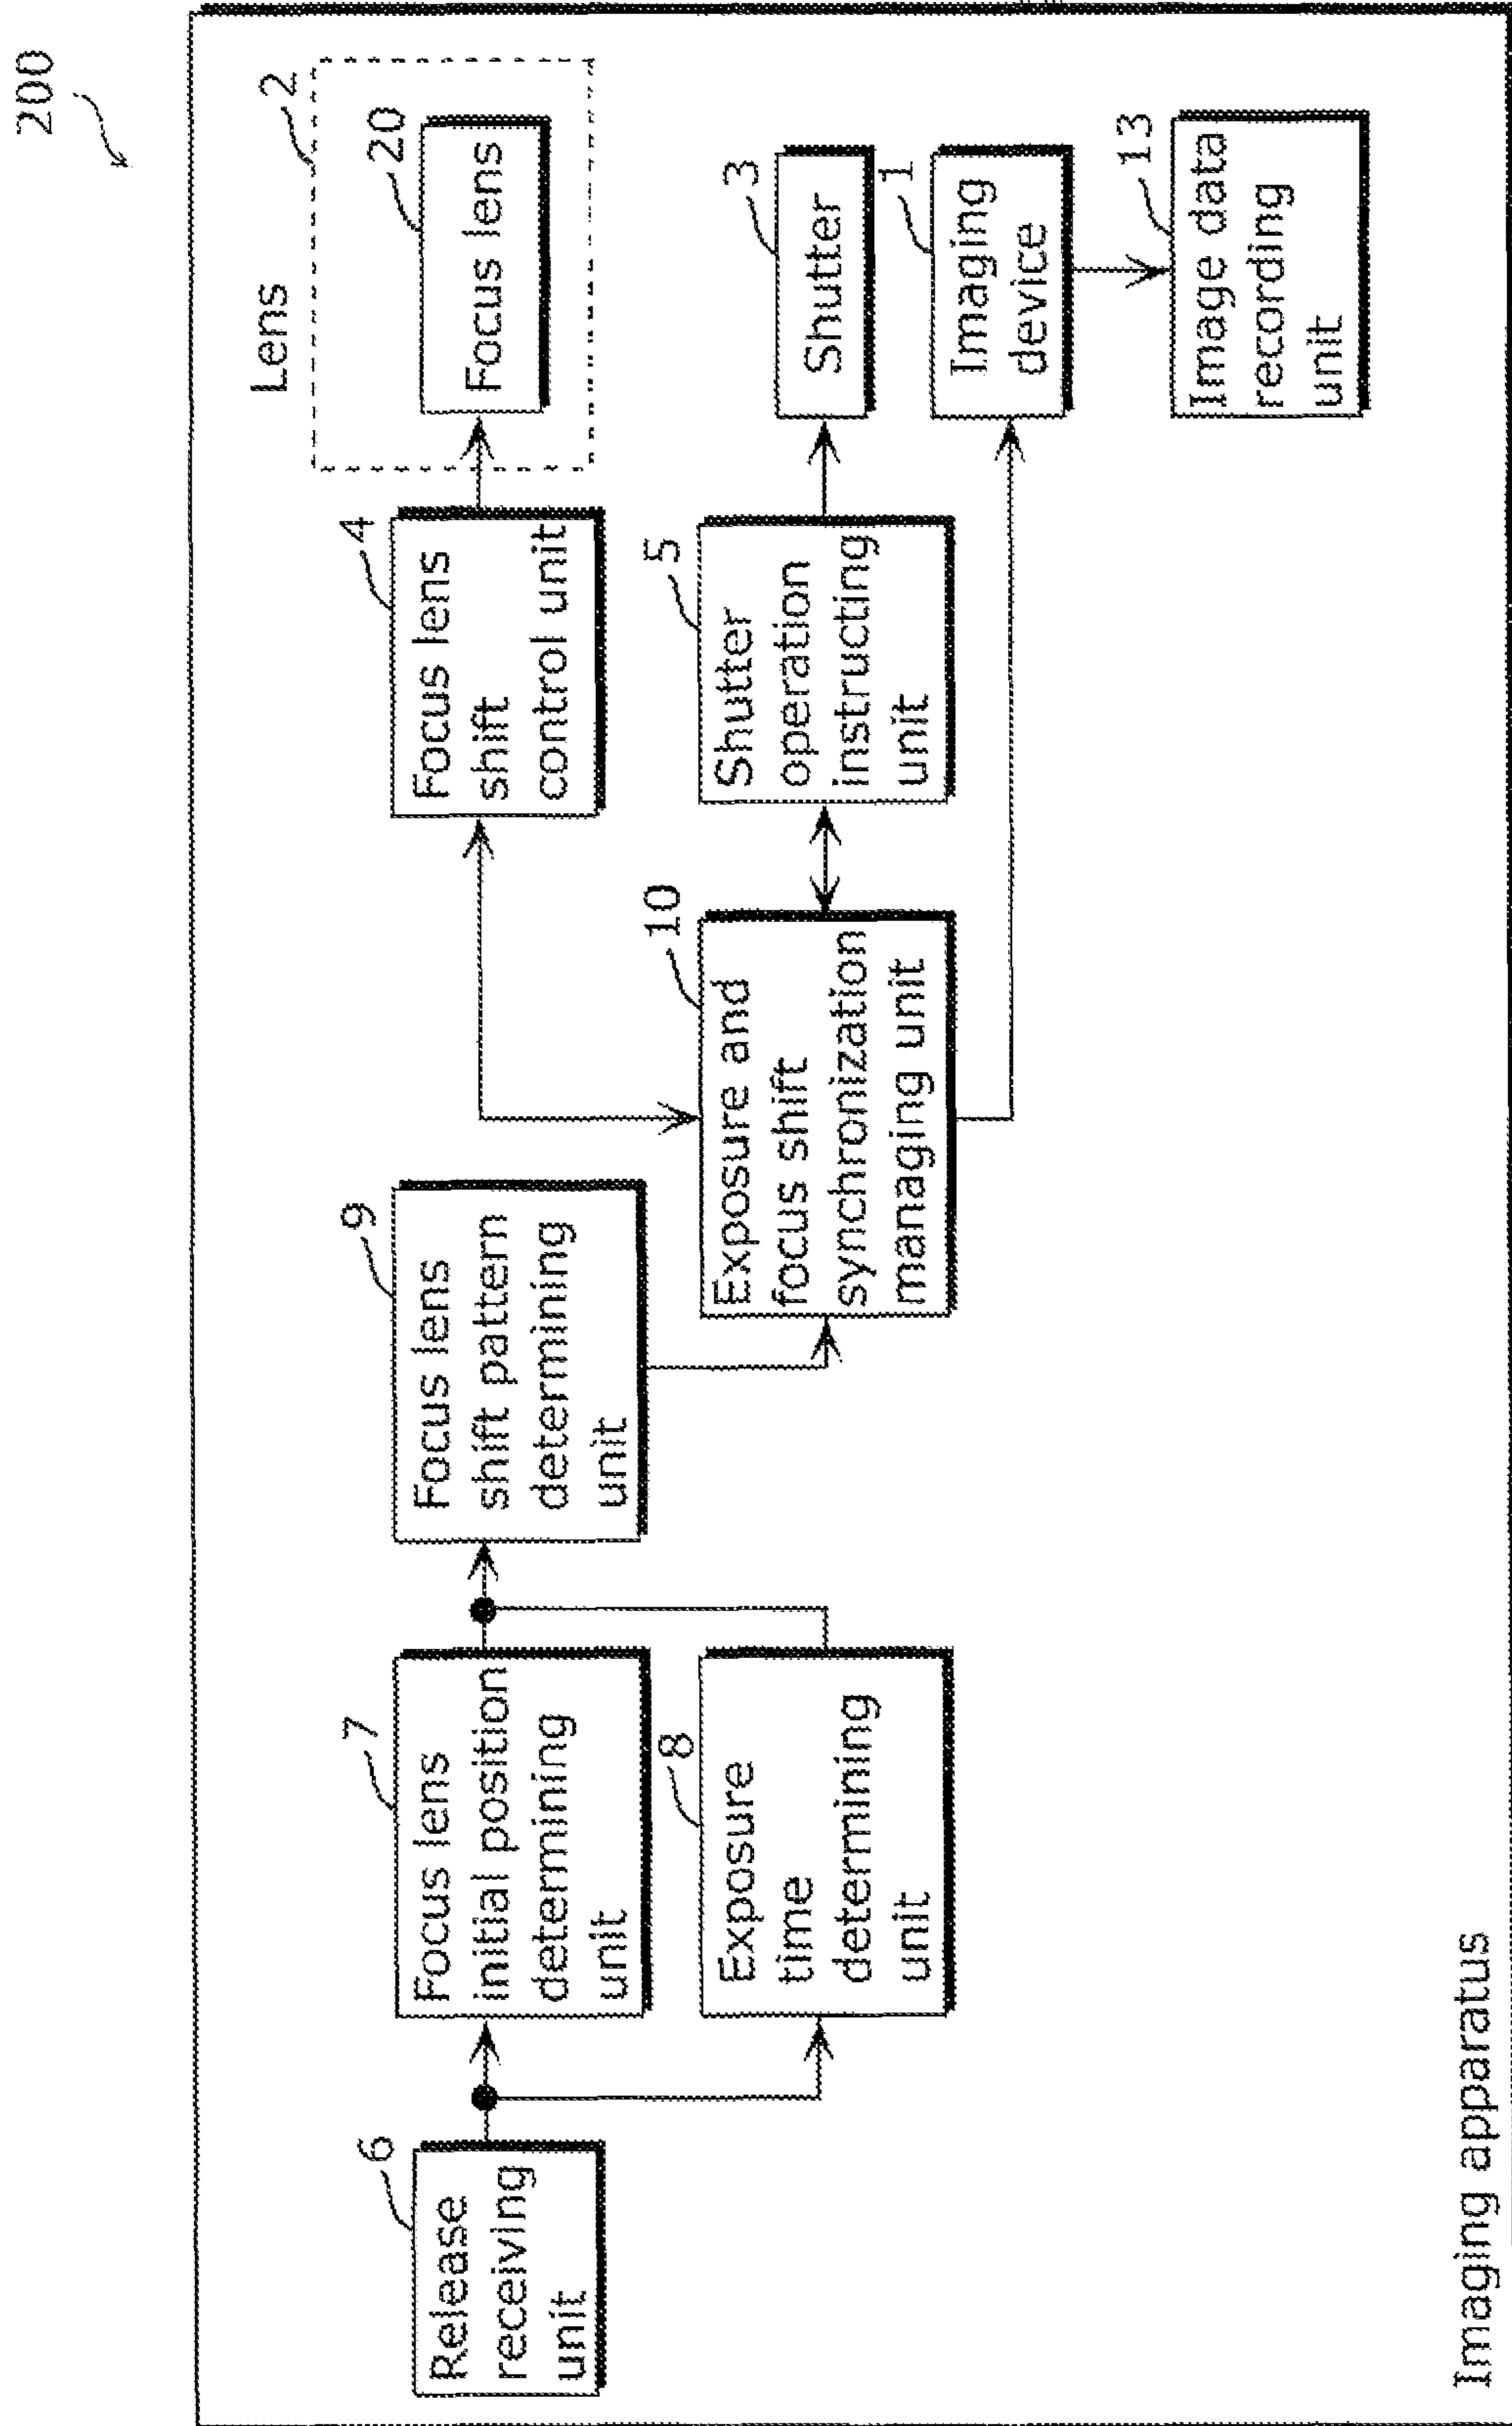 200
Lens
2
20
Focus lens
4
Focus lens
shift
control unit
3
Shutter
5
Shutter
operation
instructing
unit
1
Imaging
device
13
Image data
recording
unit
10
Exposure and
focus shift
synchronization
managing unit
9
Focus lens
shift pattern
determining
unit
7
Focus lens
initial position
determining
unit
8
Exposure
time
determining
unit
6
Release
receiving
unit
Imaging apparatus